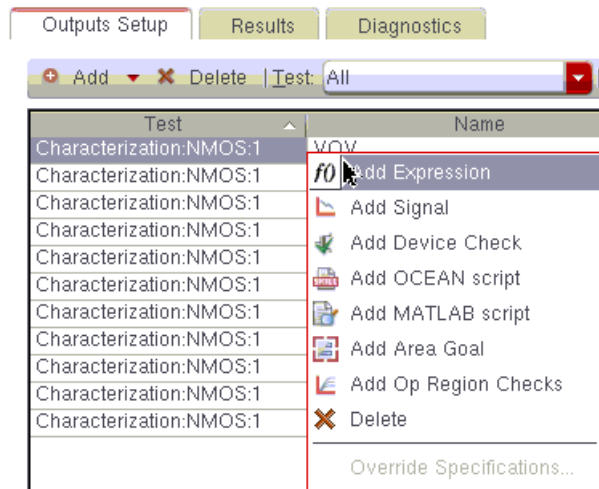 Outputs Setup Results Diagnostics
Add Delete Test: All
Test Name
Characterization:NMOS:1 VOV
Characterization:NMOS:1 f() Add Expression
Characterization:NMOS:1 Add Signal
Characterization:NMOS:1 Add Device Check
Characterization:NMOS:1 Add OCEAN script
Characterization:NMOS:1 Add MATLAB script
Characterization:NMOS:1 Add Area Goal
Characterization:NMOS:1
Characterization:NMOS:1 Add Op Region Checks
Characterization:NMOS:1
Characterization:NMOS:1 Delete
Override Specifications...